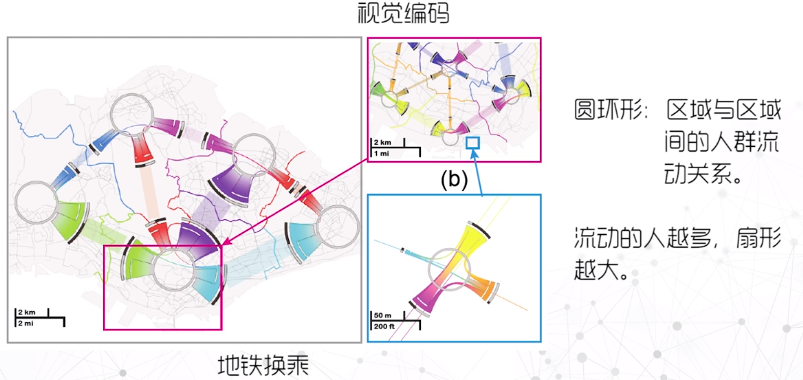 视觉编码
2 km
2 mi
2 km
1 mi
(b)
50 m
200 ft
圆环形：区域与区域
间的人群流
动关系。
流动的人越多，扇形
越大。
地铁换乘